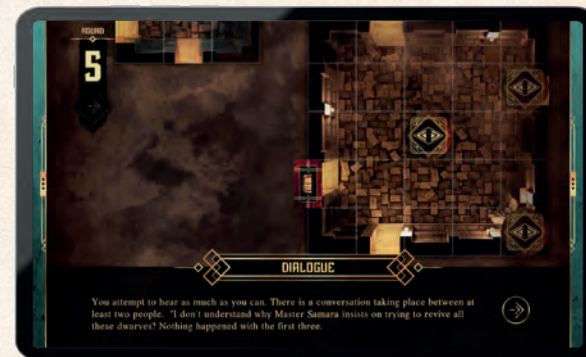 ROUND
5
DIALOGUE
You attempt to hear as much as you can. There is a conversation taking place between at
least two people. "I don't understand why Master Samara insists on trying to revive all
these dwarves? Nothing happened with the first three.